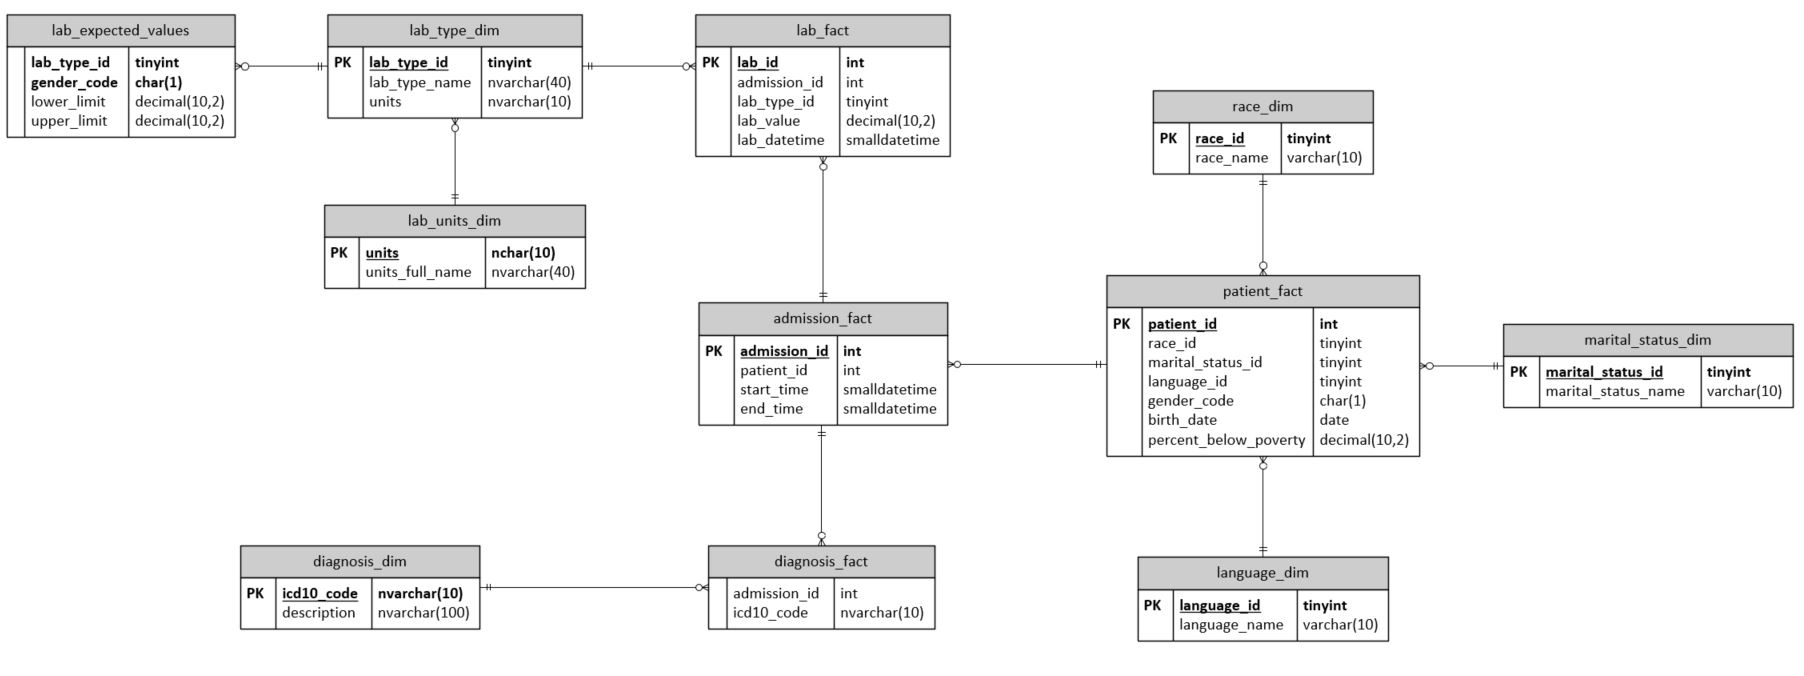 lab_expected_values
lab_type_id tinyint
gender_code char(1)
lower_limit decimal(10,2)
upper_limit decimal(10,2)
lab_type_dim
PK lab_type_id tinyint
lab_type_name nvarchar(40)
units nvarchar(10)
lab_fact
PK lab_id int
admission_id int
lab_type_id tinyint
lab_value decimal(10,2)
lab_datetime smalldatetime
race_dim
PK race_id tinyint
race_name varchar(10)
lab_units_dim
PK units nchar(10)
units_full_name nvarchar(40)
admission_fact
PK admission_id int
patient_id int
start_time smalldatetime
end_time smalldatetime
patient_fact
PK patient_id int
race_id tinyint
marital_status_id tinyint
language_id tinyint
gender_code char(1)
birth_date date
percent_below_poverty decimal(10,2)
marital_status_dim
PK marital_status_id tinyint
marital_status_name varchar(10)
diagnosis_dim
PK icd10_code nvarchar(10)
description nvarchar(100)
diagnosis_fact
admission_id int
icd10_code nvarchar(10)
language_dim
PK language_id tinyint
language_name varchar(10)